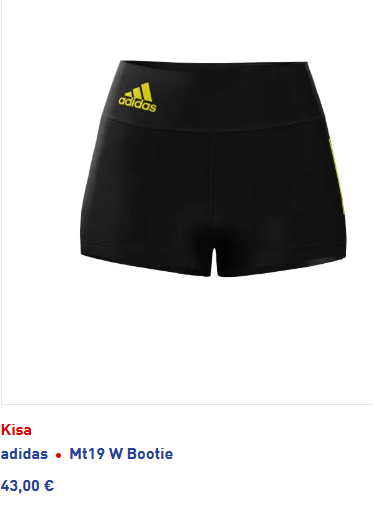 adidas
Kisa
adidas • Mt19 W Bootie
43,00 €